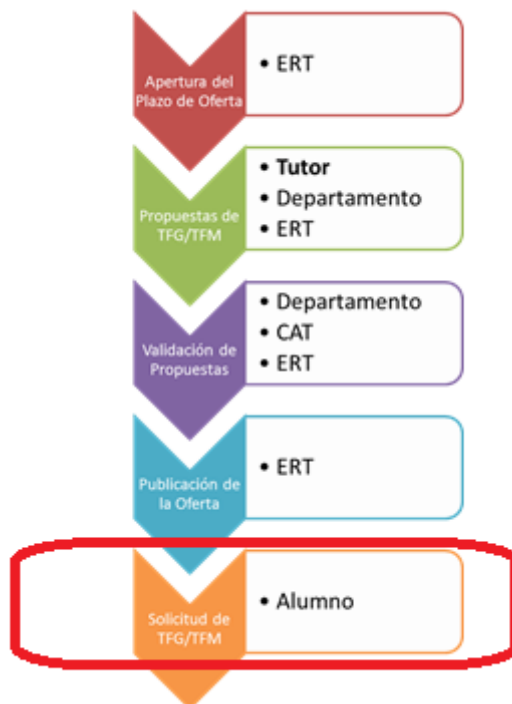 Apertura del
Plazo de Oferta
• ERT
Propuestas de
TFG/TFM
• Tutor
• Departamento
• ERT
Validación de
Propuestas
• Departamento
• CAT
• ERT
Publicación de
la Oferta
• ERT
Solicitud de
TFG/TFM
• Alumno